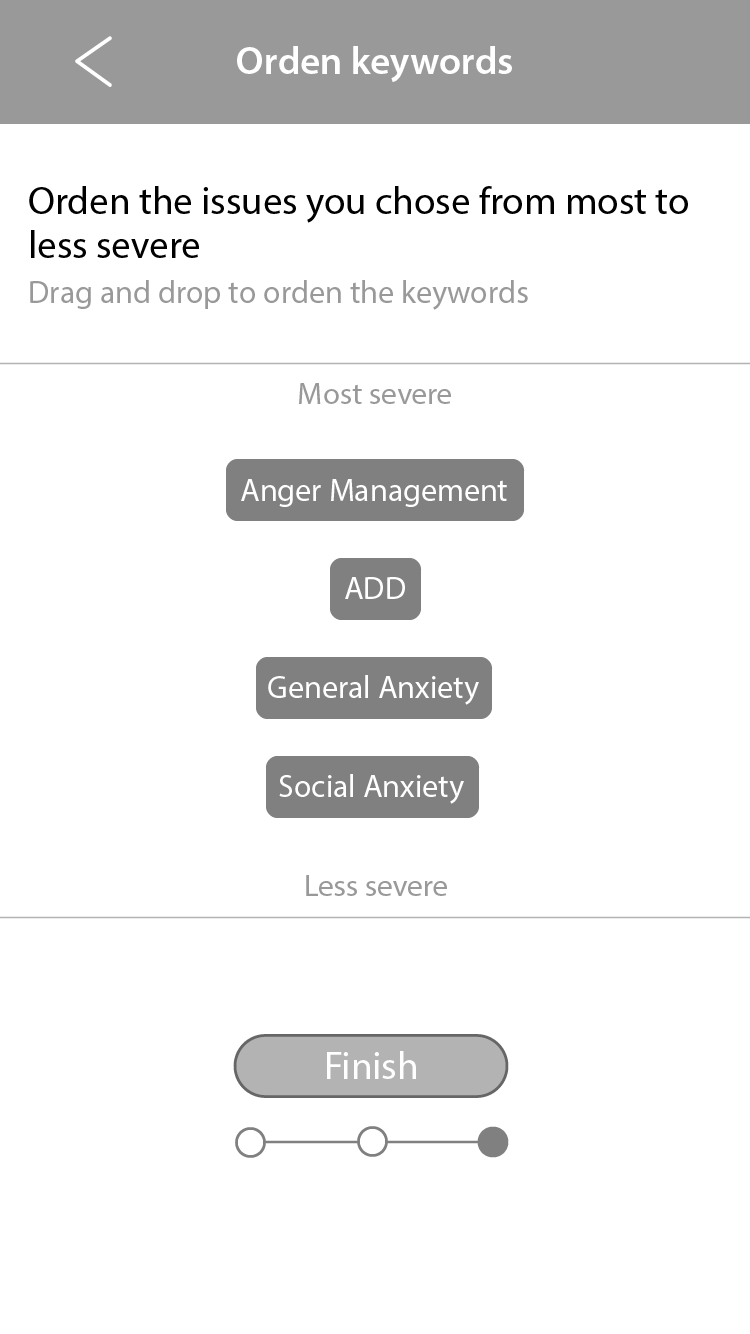 Orden keywords
Orden the issues you chose from most to
less severe
Drag and drop to orden the keywords
Most severe
Anger Management
ADD
General Anxiety
Social Anxiety
Less severe
Finish